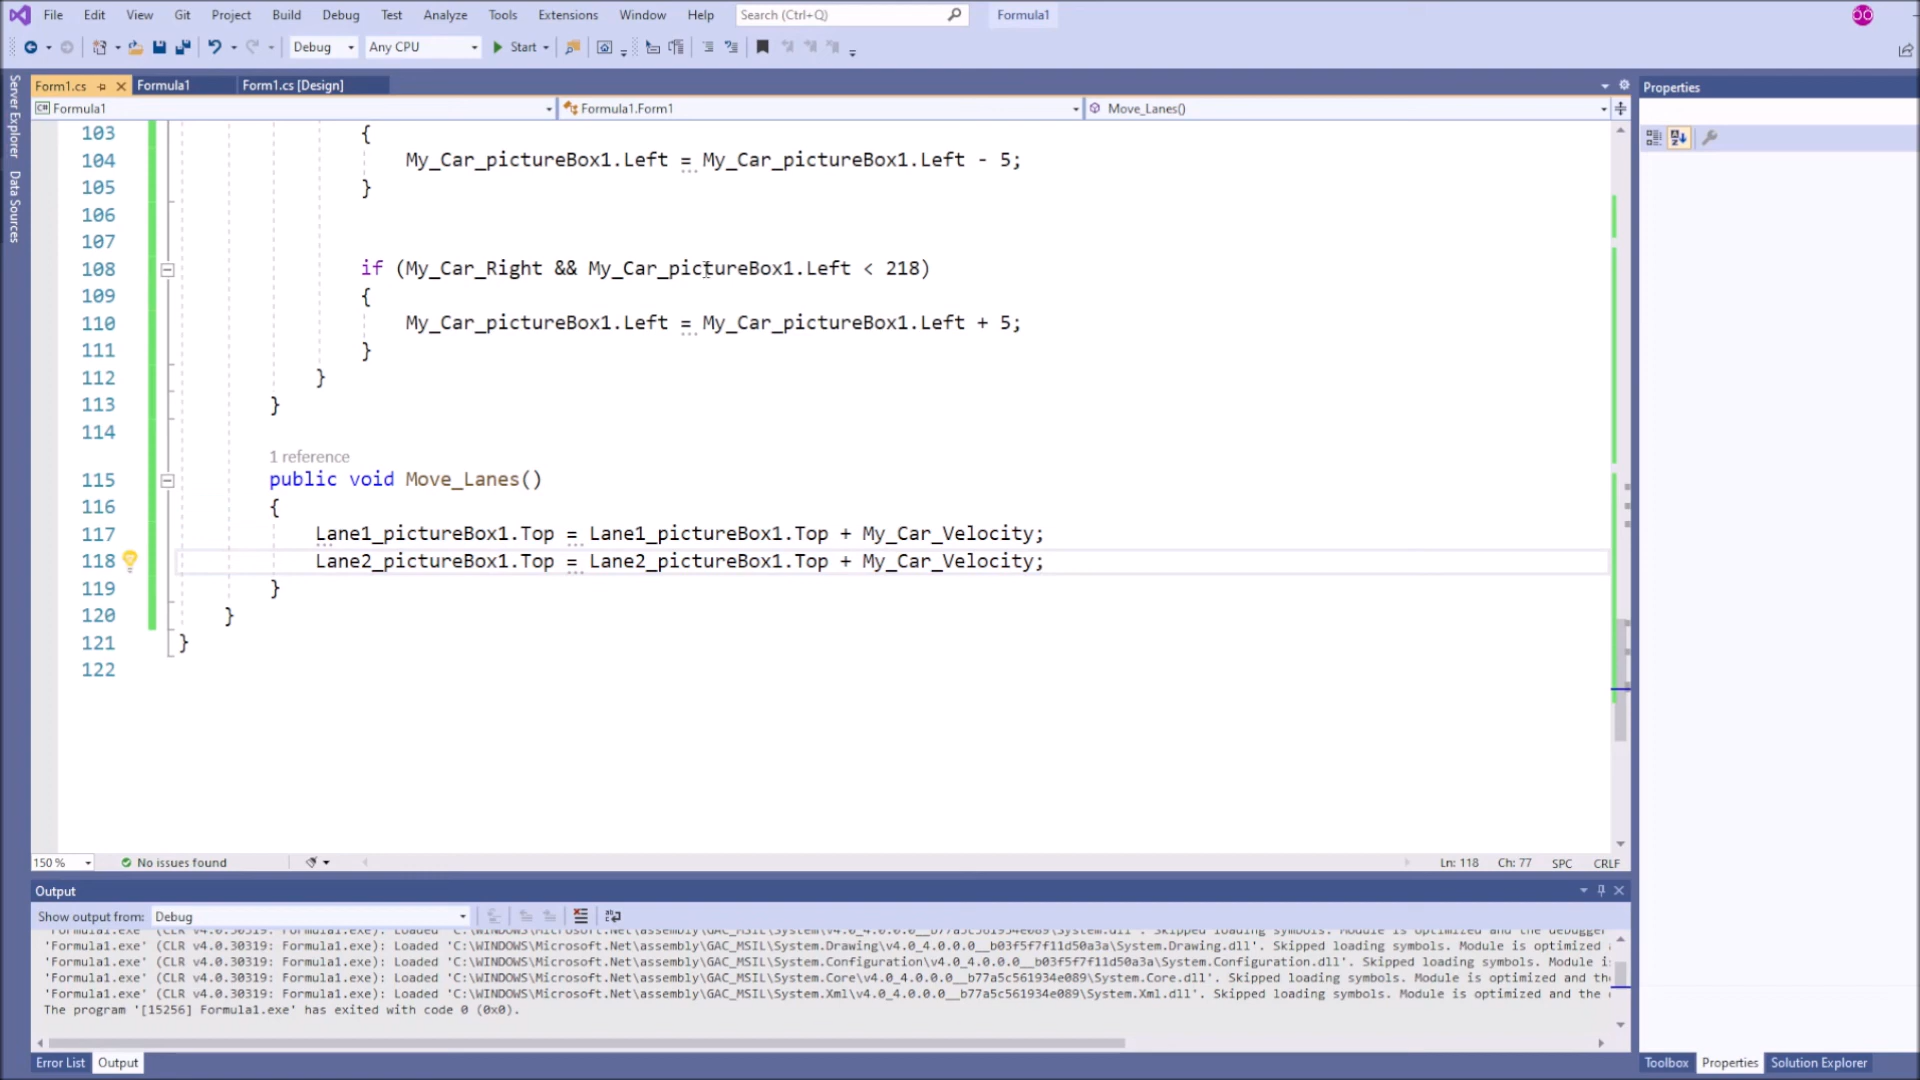 File Edit View Git Project Build Debug Test Analyze Tools Extensions Window Help Search (Ctrl+Q) Formula1
Debug Any CPU Start
Server Explorer
Data Sources
Form1.cs Formula1 Form1.cs [Design]
Formula1 Formula1.Form1 Move_Lanes()
103 {
104 My_Car_pictureBox1.Left = My_Car_pictureBox1.Left - 5;
105 }
106
107
108 if (My_Car_Right && My_Car_pictureBox1.Left < 218)
109 {
110 My_Car_pictureBox1.Left = My_Car_pictureBox1.Left + 5;
111 }
112 }
113 }
114
1 reference
115 public void Move_Lanes()
116 {
117 Lane1_pictureBox1.Top = Lane1_pictureBox1.Top + My_Car_Velocity;
118 Lane2_pictureBox1.Top = Lane2_pictureBox1.Top + My_Car_Velocity;
119 }
120 }
121 }
122
150 % No issues found Ln: 118 Ch: 77 SPC CRLF
Output
Show output from: Debug
'Formula1.exe' (CLR v4.0.30319: Formula1.exe): Loaded 'C:\WINDOWS\Microsoft.Net\assembly\GAC_MSIL\System.Drawing\v4.0_4.0.0.0__b03f5f7f11d50a3a\System.Drawing.dll'. Skipped loading symbols. Module is optimized
'Formula1.exe' (CLR v4.0.30319: Formula1.exe): Loaded 'C:\WINDOWS\Microsoft.Net\assembly\GAC_MSIL\System.Configuration\v4.0_4.0.0.0__b03f5f7f11d50a3a\System.Configuration.dll'. Skipped loading symbols. Module is
'Formula1.exe' (CLR v4.0.30319: Formula1.exe): Loaded 'C:\WINDOWS\Microsoft.Net\assembly\GAC_MSIL\System.Core\v4.0_4.0.0.0__b77a5c561934e089\System.Core.dll'. Skipped loading symbols. Module is optimized and the
'Formula1.exe' (CLR v4.0.30319: Formula1.exe): Loaded 'C:\WINDOWS\Microsoft.Net\assembly\GAC_MSIL\System.Xml\v4.0_4.0.0.0__b77a5c561934e089\System.Xml.dll'. Skipped loading symbols. Module is optimized and the
The program '[15256] Formula1.exe' has exited with code 0 (0x0).
Error List Output
Properties
Toolbox Properties Solution Explorer